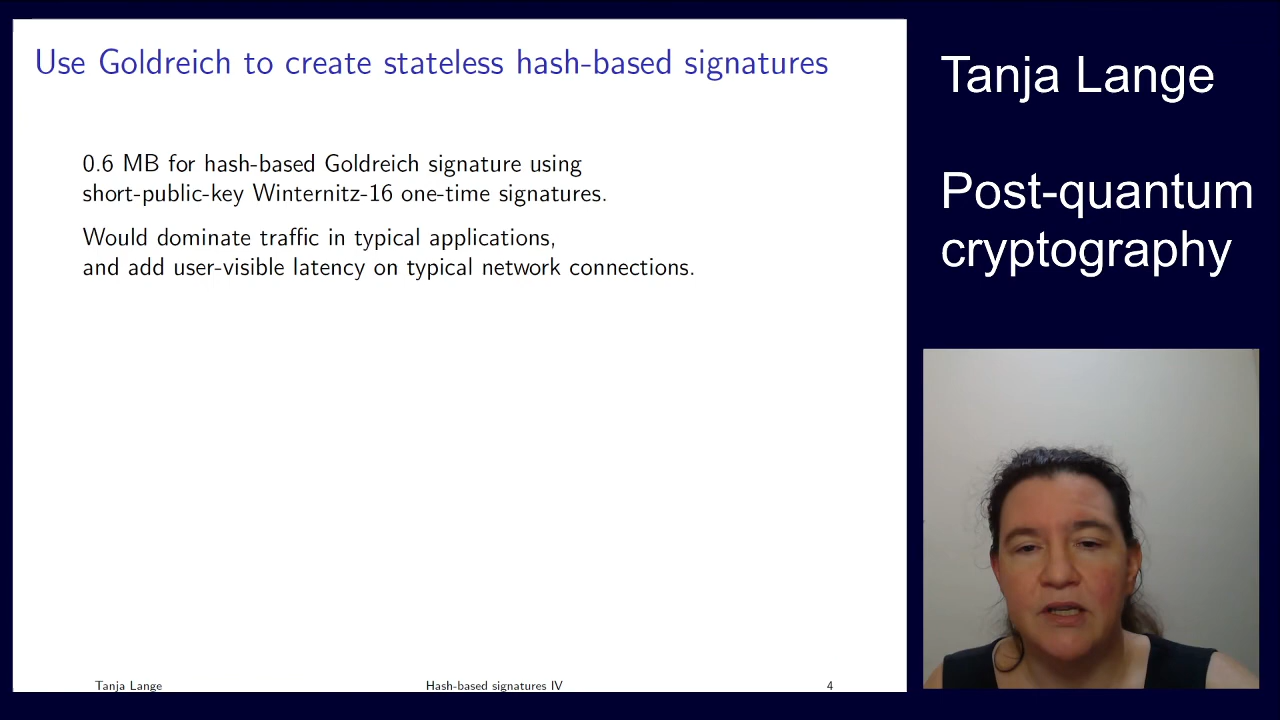 Use Goldreich to create stateless hash-based signatures
0.6 MB for hash-based Goldreich signature using
short-public-key Winternitz-16 one-time signatures.
Would dominate traffic in typical applications,
and add user-visible latency on typical network connections.
Tanja Lange
Hash-based signatures IV
4
Tanja Lange
Post-quantum
cryptography